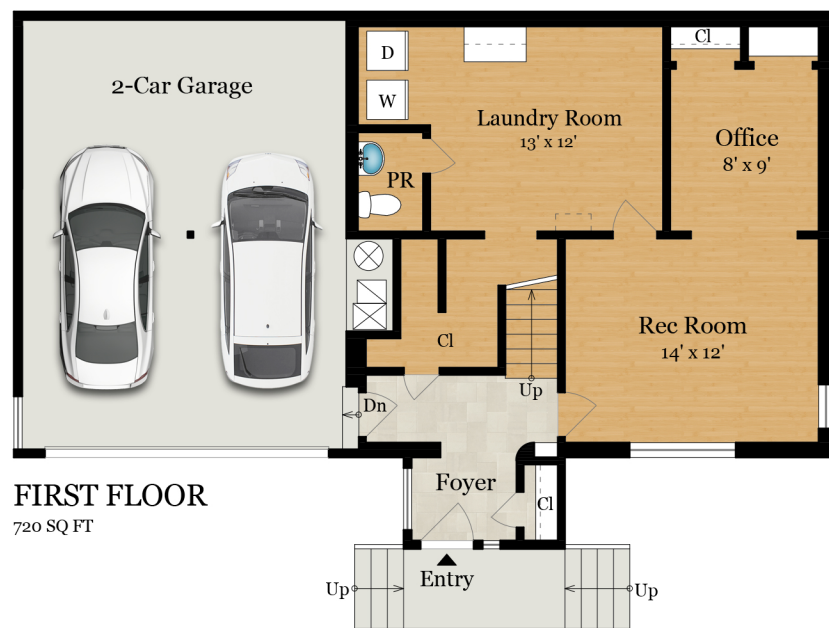 Cl
D
2-Car Garage
W
Laundry Room
13' x 12'
Office
8' x 9'
PR
Rec Room
14' x 12'
Cl
Up
Dn
Foyer
Cl
FIRST FLOOR
720 SQ FT
Entry
Up
Up